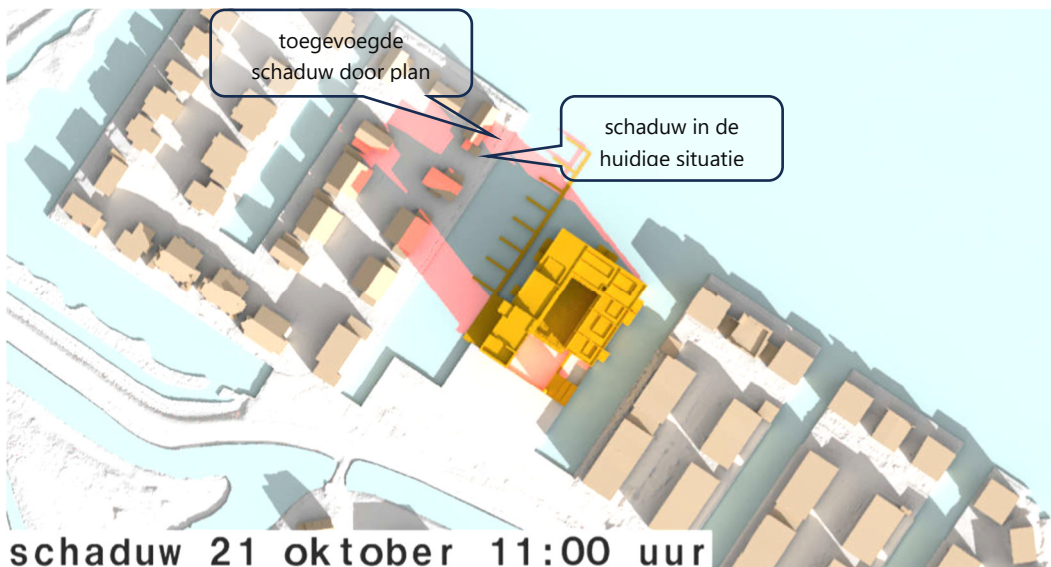 toegevoegde
schaduw door plan
schaduw in de
huidige situatie
schaduw 21 oktober 11:00 uur